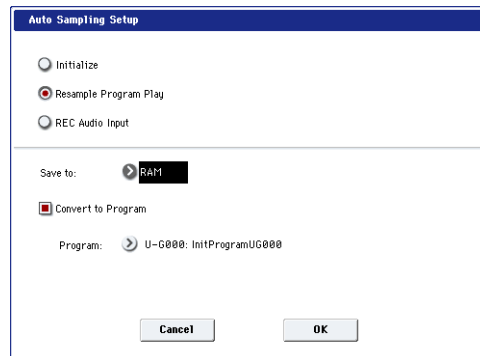 Auto Sampling Setup
Initialize
Resample Program Play
REC Audio Input
Save to: RAM
Convert to Program
Program: U-G000: InitProgramUG000
Cancel OK